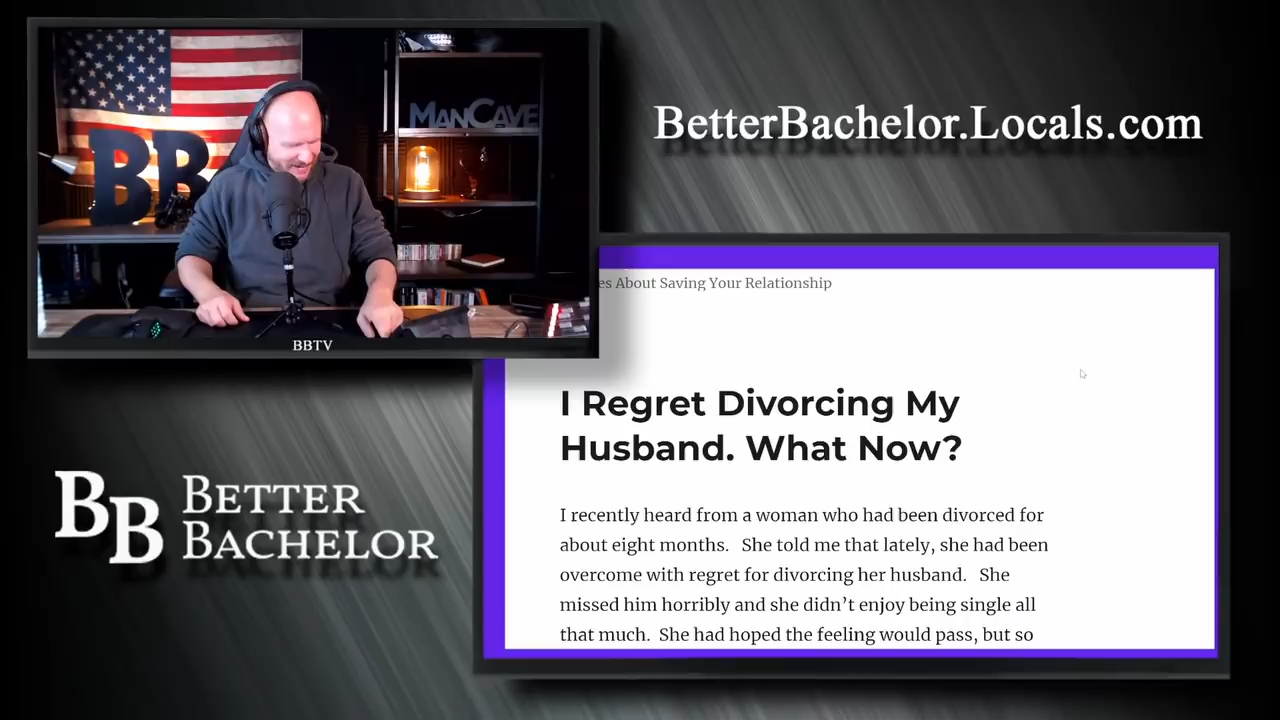 BB
MANCAVE
BBTV
BetterBachelor.Locals.com
BB
BETTER
BACHELOR
es About Saving Your Relationship
I Regret Divorcing My
Husband. What Now?
I recently heard from a woman who had been divorced for
about eight months. She told me that lately, she had been
overcome with regret for divorcing her husband. She
missed him horribly and she didn’t enjoy being single all
that much. She had hoped the feeling would pass, but so